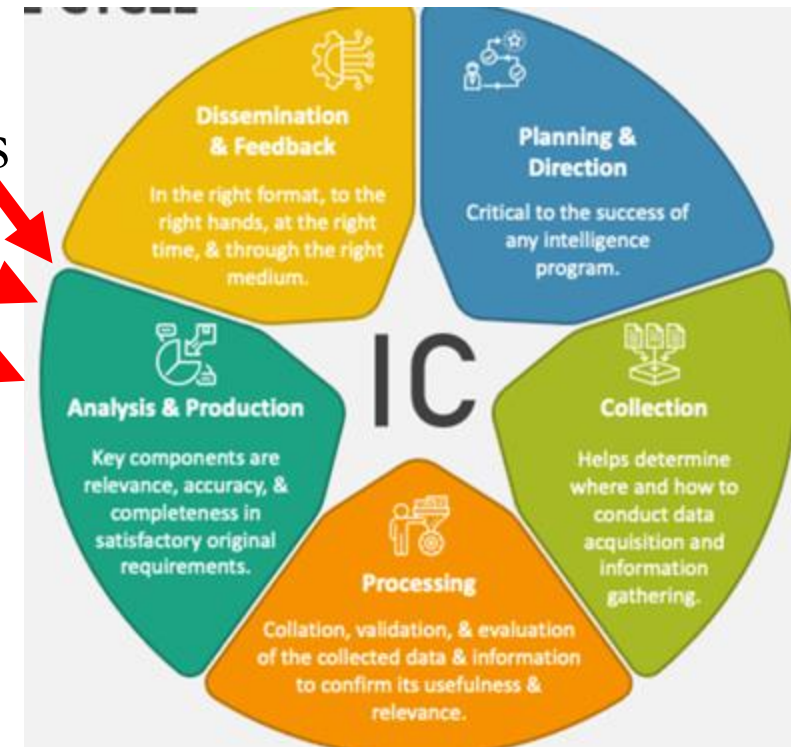 CYCLE
S
Dissemination
& Feedback
In the right format, to the
right hands, at the right
time, & through the right
medium.
Planning &
Direction
Critical to the success of
any intelligence
program.
IC
Analysis & Production
Key components are
relevance, accuracy, &
completeness in
satisfactory original
requirements.
Collection
Helps determine
where and how to
conduct data
acquisition and
information
gathering.
Processing
Collation, validation, & evaluation
of the collected data & information
to confirm its usefulness &
relevance.